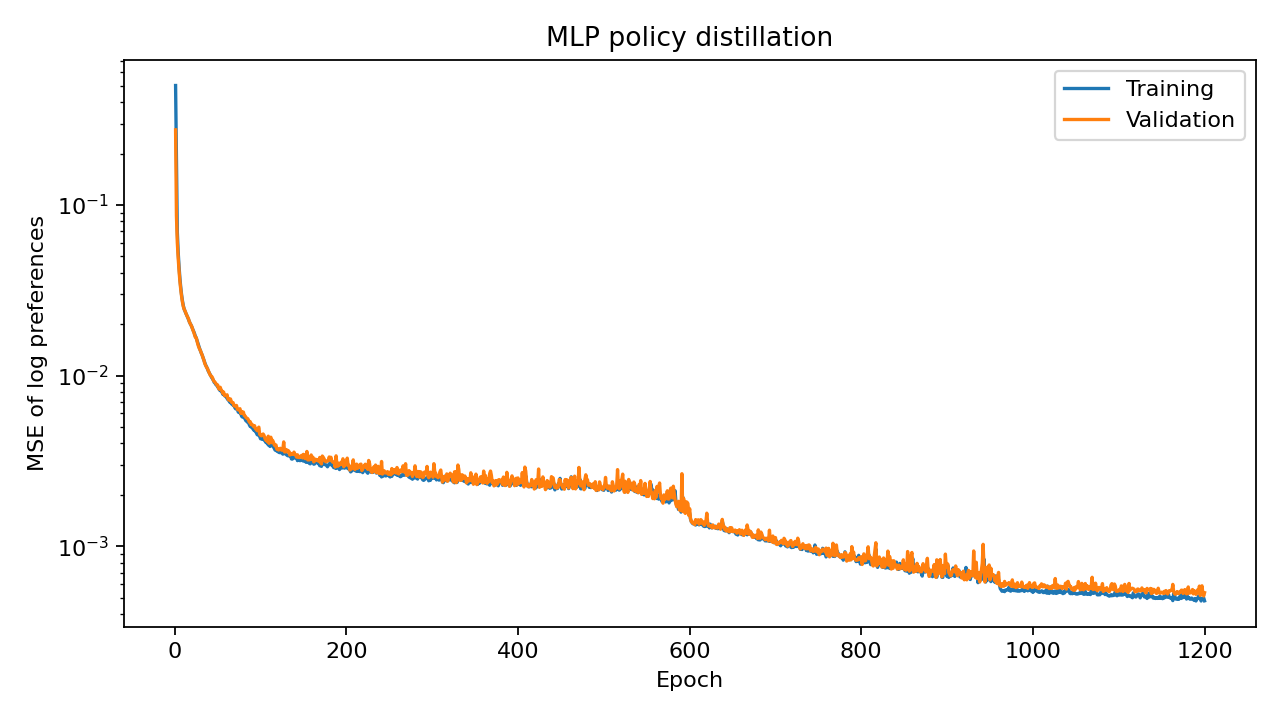 MLP policy distillation
Training
Validation
MSE of log preferences
10⁻¹
10⁻²
10⁻³
0 200 400 600 800 1000 1200
Epoch